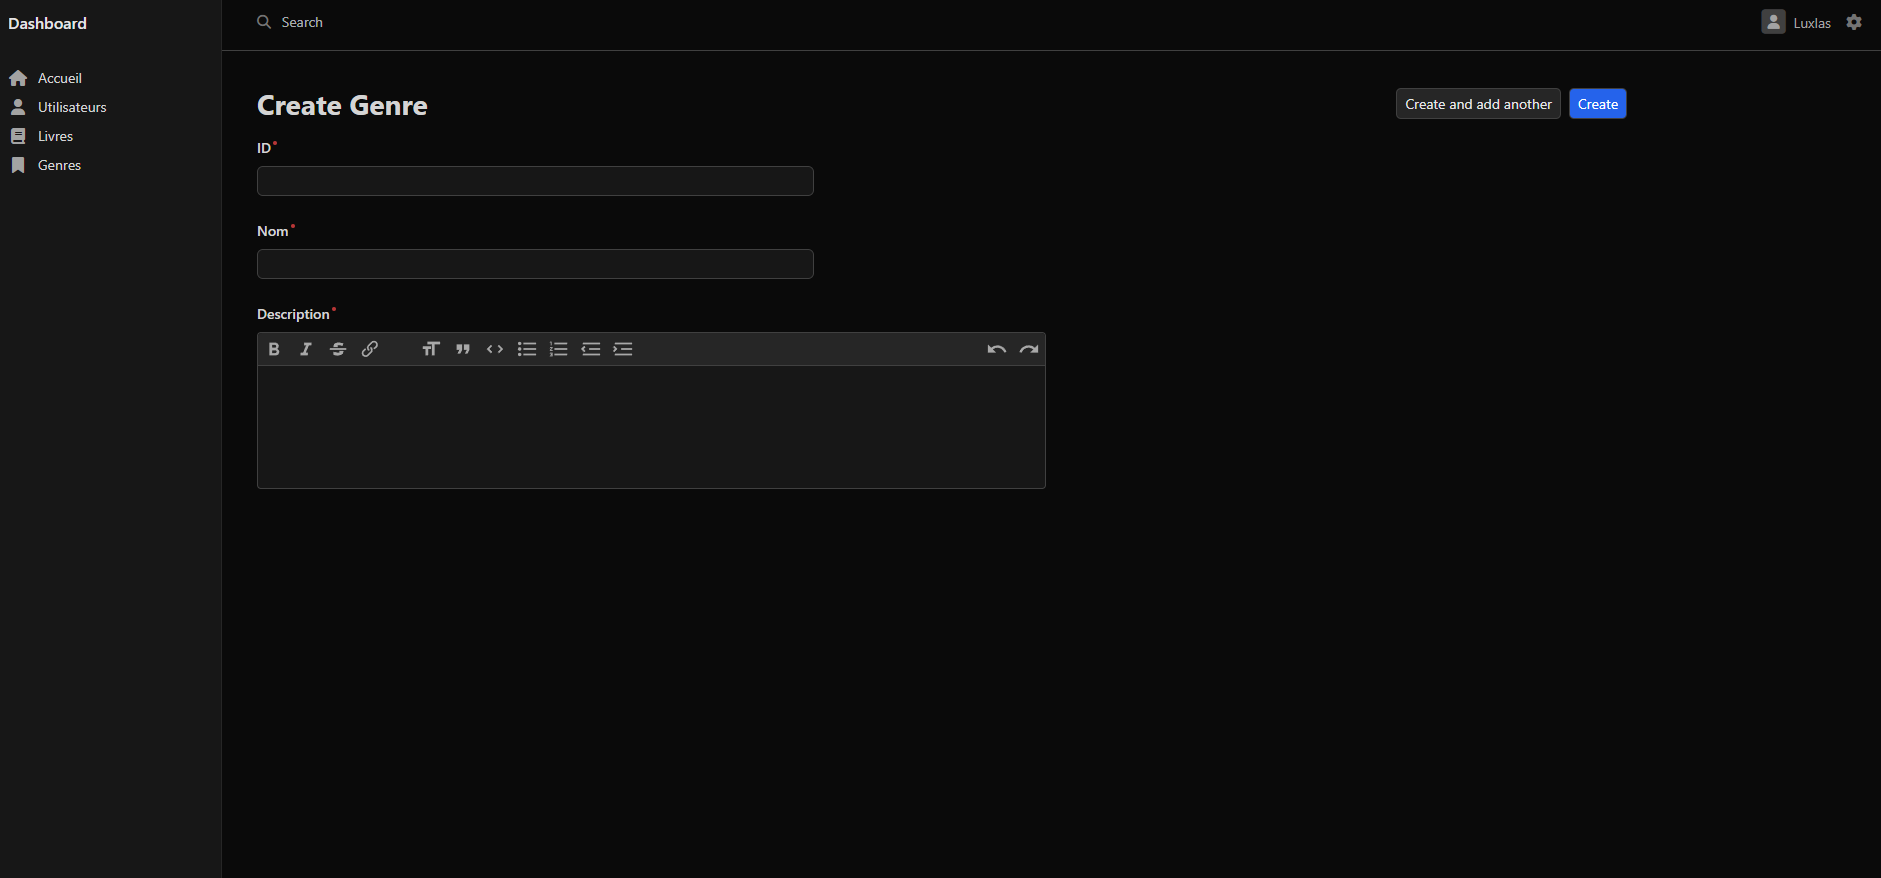 Dashboard
Search
Luxlas
Accueil
Utilisateurs
Livres
Genres
Create Genre
Create and add another
Create
ID
Nom
Description